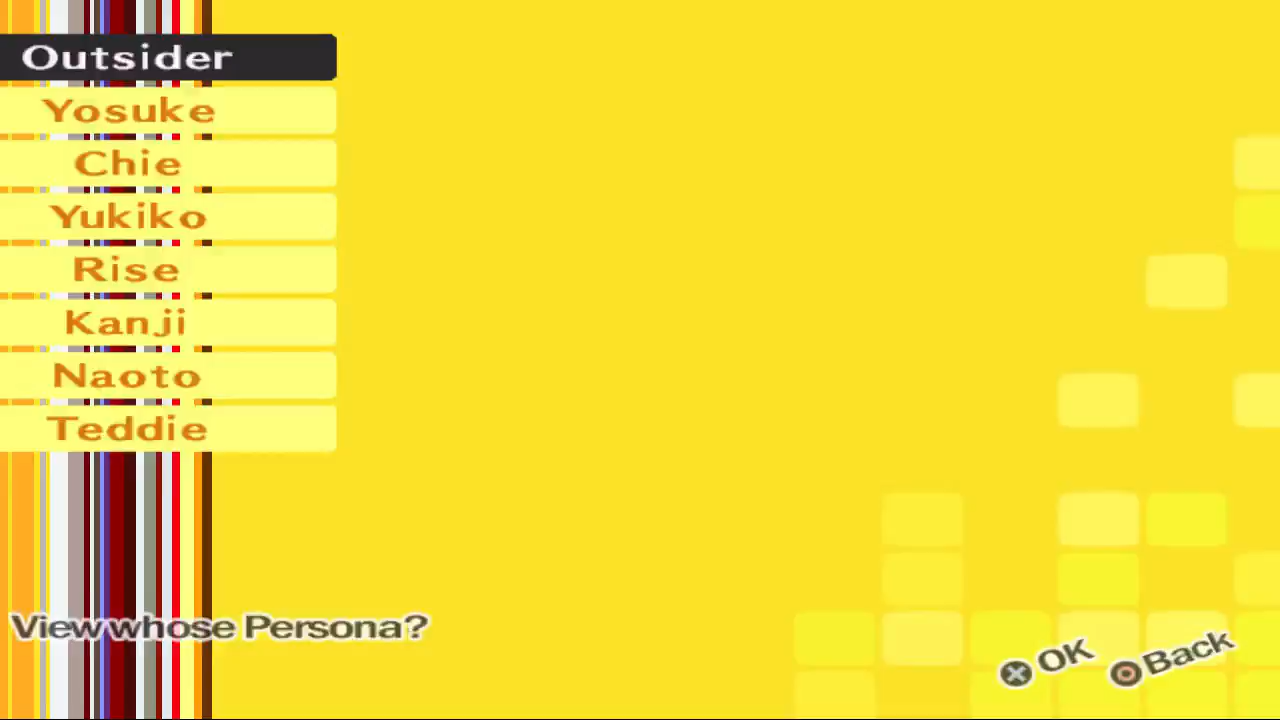 Outsider
Yosuke
Chie
Yukiko
Rise
Kanji
Naoto
Teddie
View whose Persona?
OK
Back